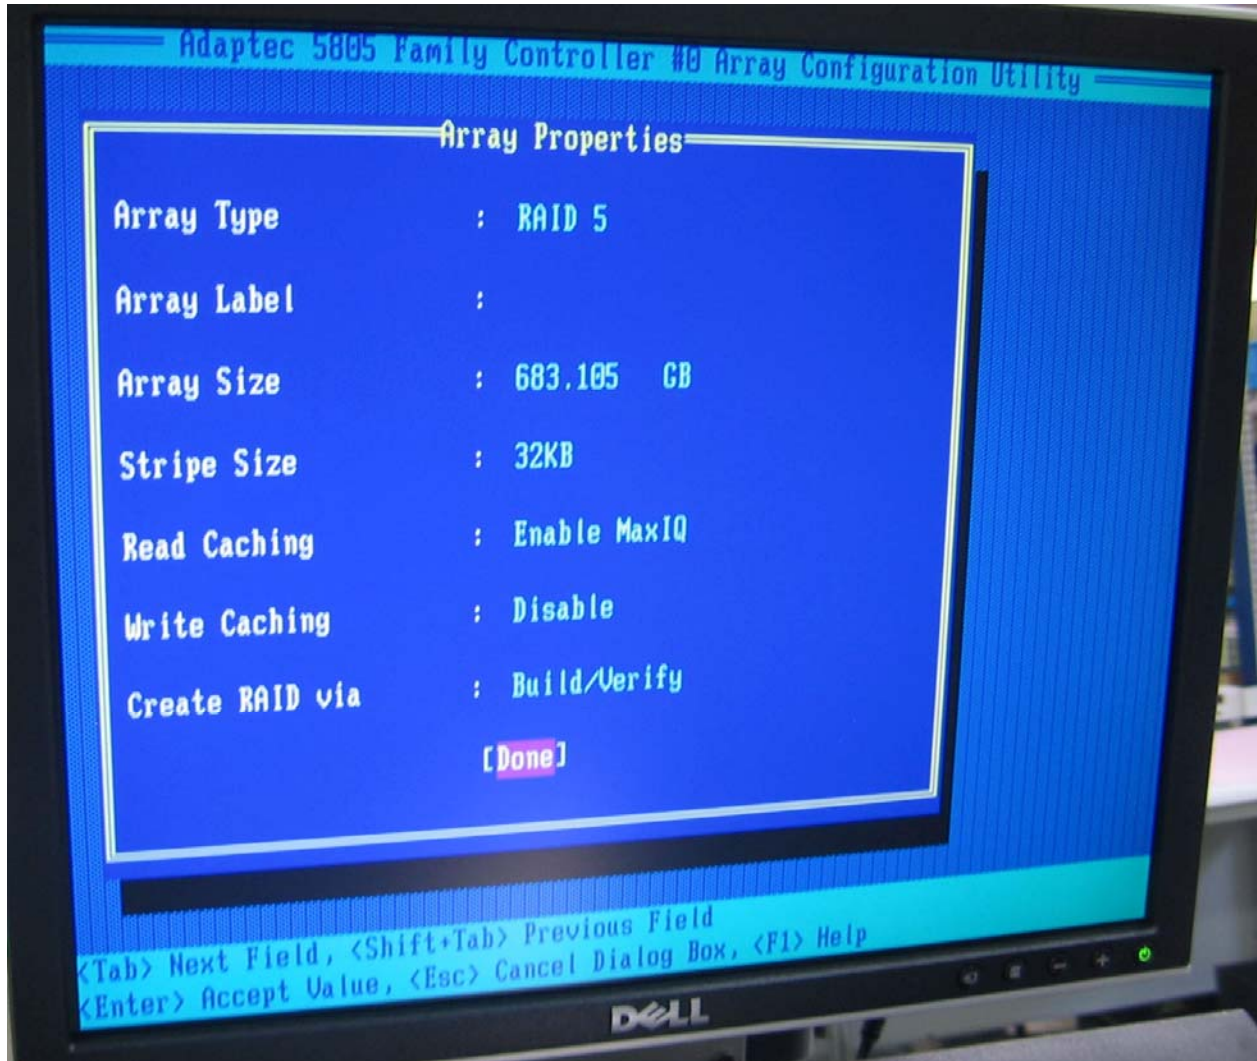 Adaptec 5805 Family Controller #0 Array Configuration Utility
Array Properties
Array Type : RAID 5
Array Label :
Array Size : 683.105 GB
Stripe Size : 32KB
Read Caching : Enable MaxIQ
Write Caching : Disable
Create RAID via : Build/Verify
[Done]
<Tab> Next Field, <Shift+Tab> Previous Field
<Enter> Accept Value, <Esc> Cancel Dialog Box, <F1> Help
DELL